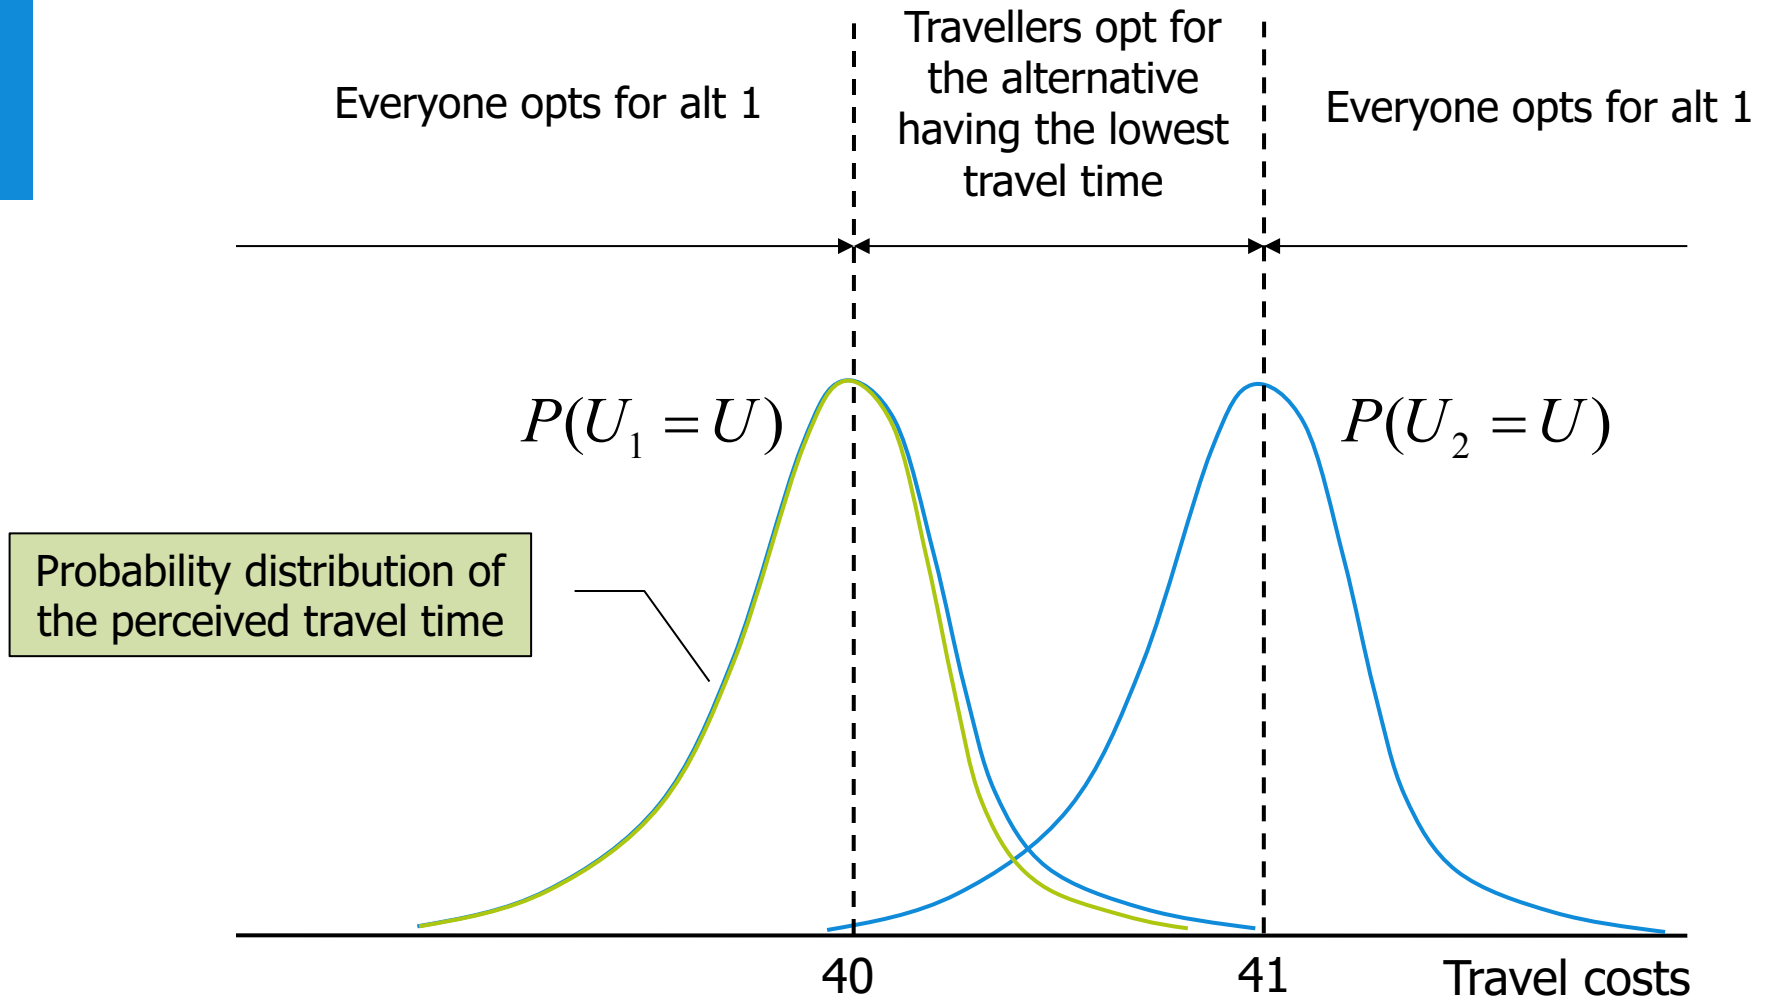 Everyone opts for alt 1
Travellers opt for
the alternative
having the lowest
travel time
Everyone opts for alt 1
P(U₁ = U)
P(U₂ = U)
Probability distribution of
the perceived travel time
40
41
Travel costs